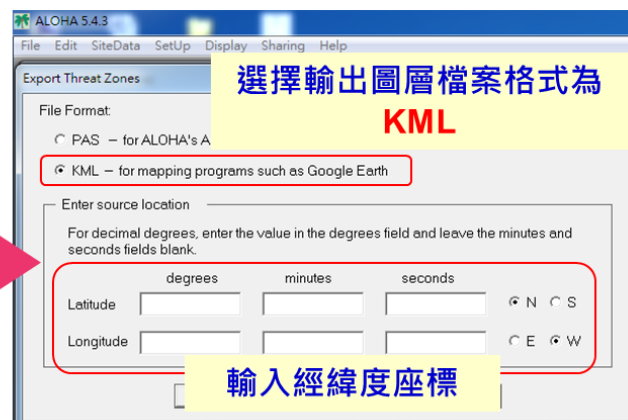 ALOHA 5.4.3
File Edit SiteData SetUp Display Sharing Help
Export Threat Zones
選擇輸出圖層檔案格式為
KML
File Format:
PAS – for ALOHA's A
KML – for mapping programs such as Google Earth
Enter source location
For decimal degrees, enter the value in the degrees field and leave the minutes and
seconds fields blank.
degrees minutes seconds
Latitude N S
Longitude E W
輸入經緯度座標